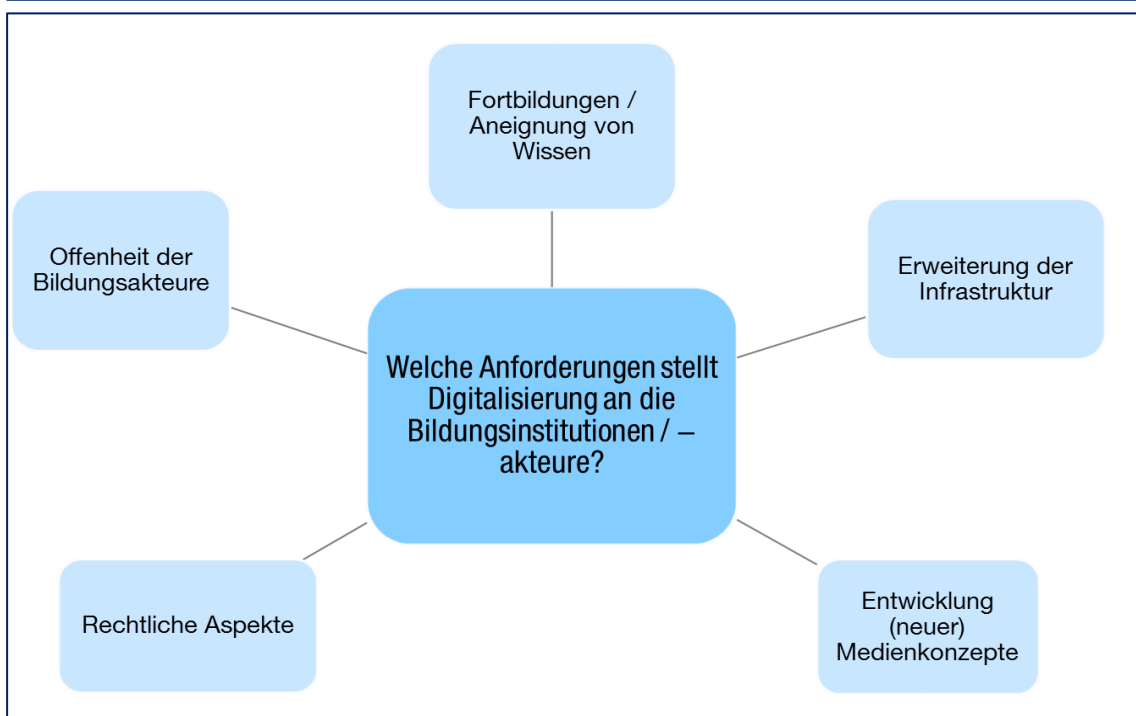 Fortbildungen /
Aneignung von
Wissen
Offenheit der
Bildungsakteure
Erweiterung der
Infrastruktur
Welche Anforderungen stellt
Digitalisierung an die
Bildungsinstitutionen / –
akteure?
Rechtliche Aspekte
Entwicklung
(neuer)
Medienkonzepte